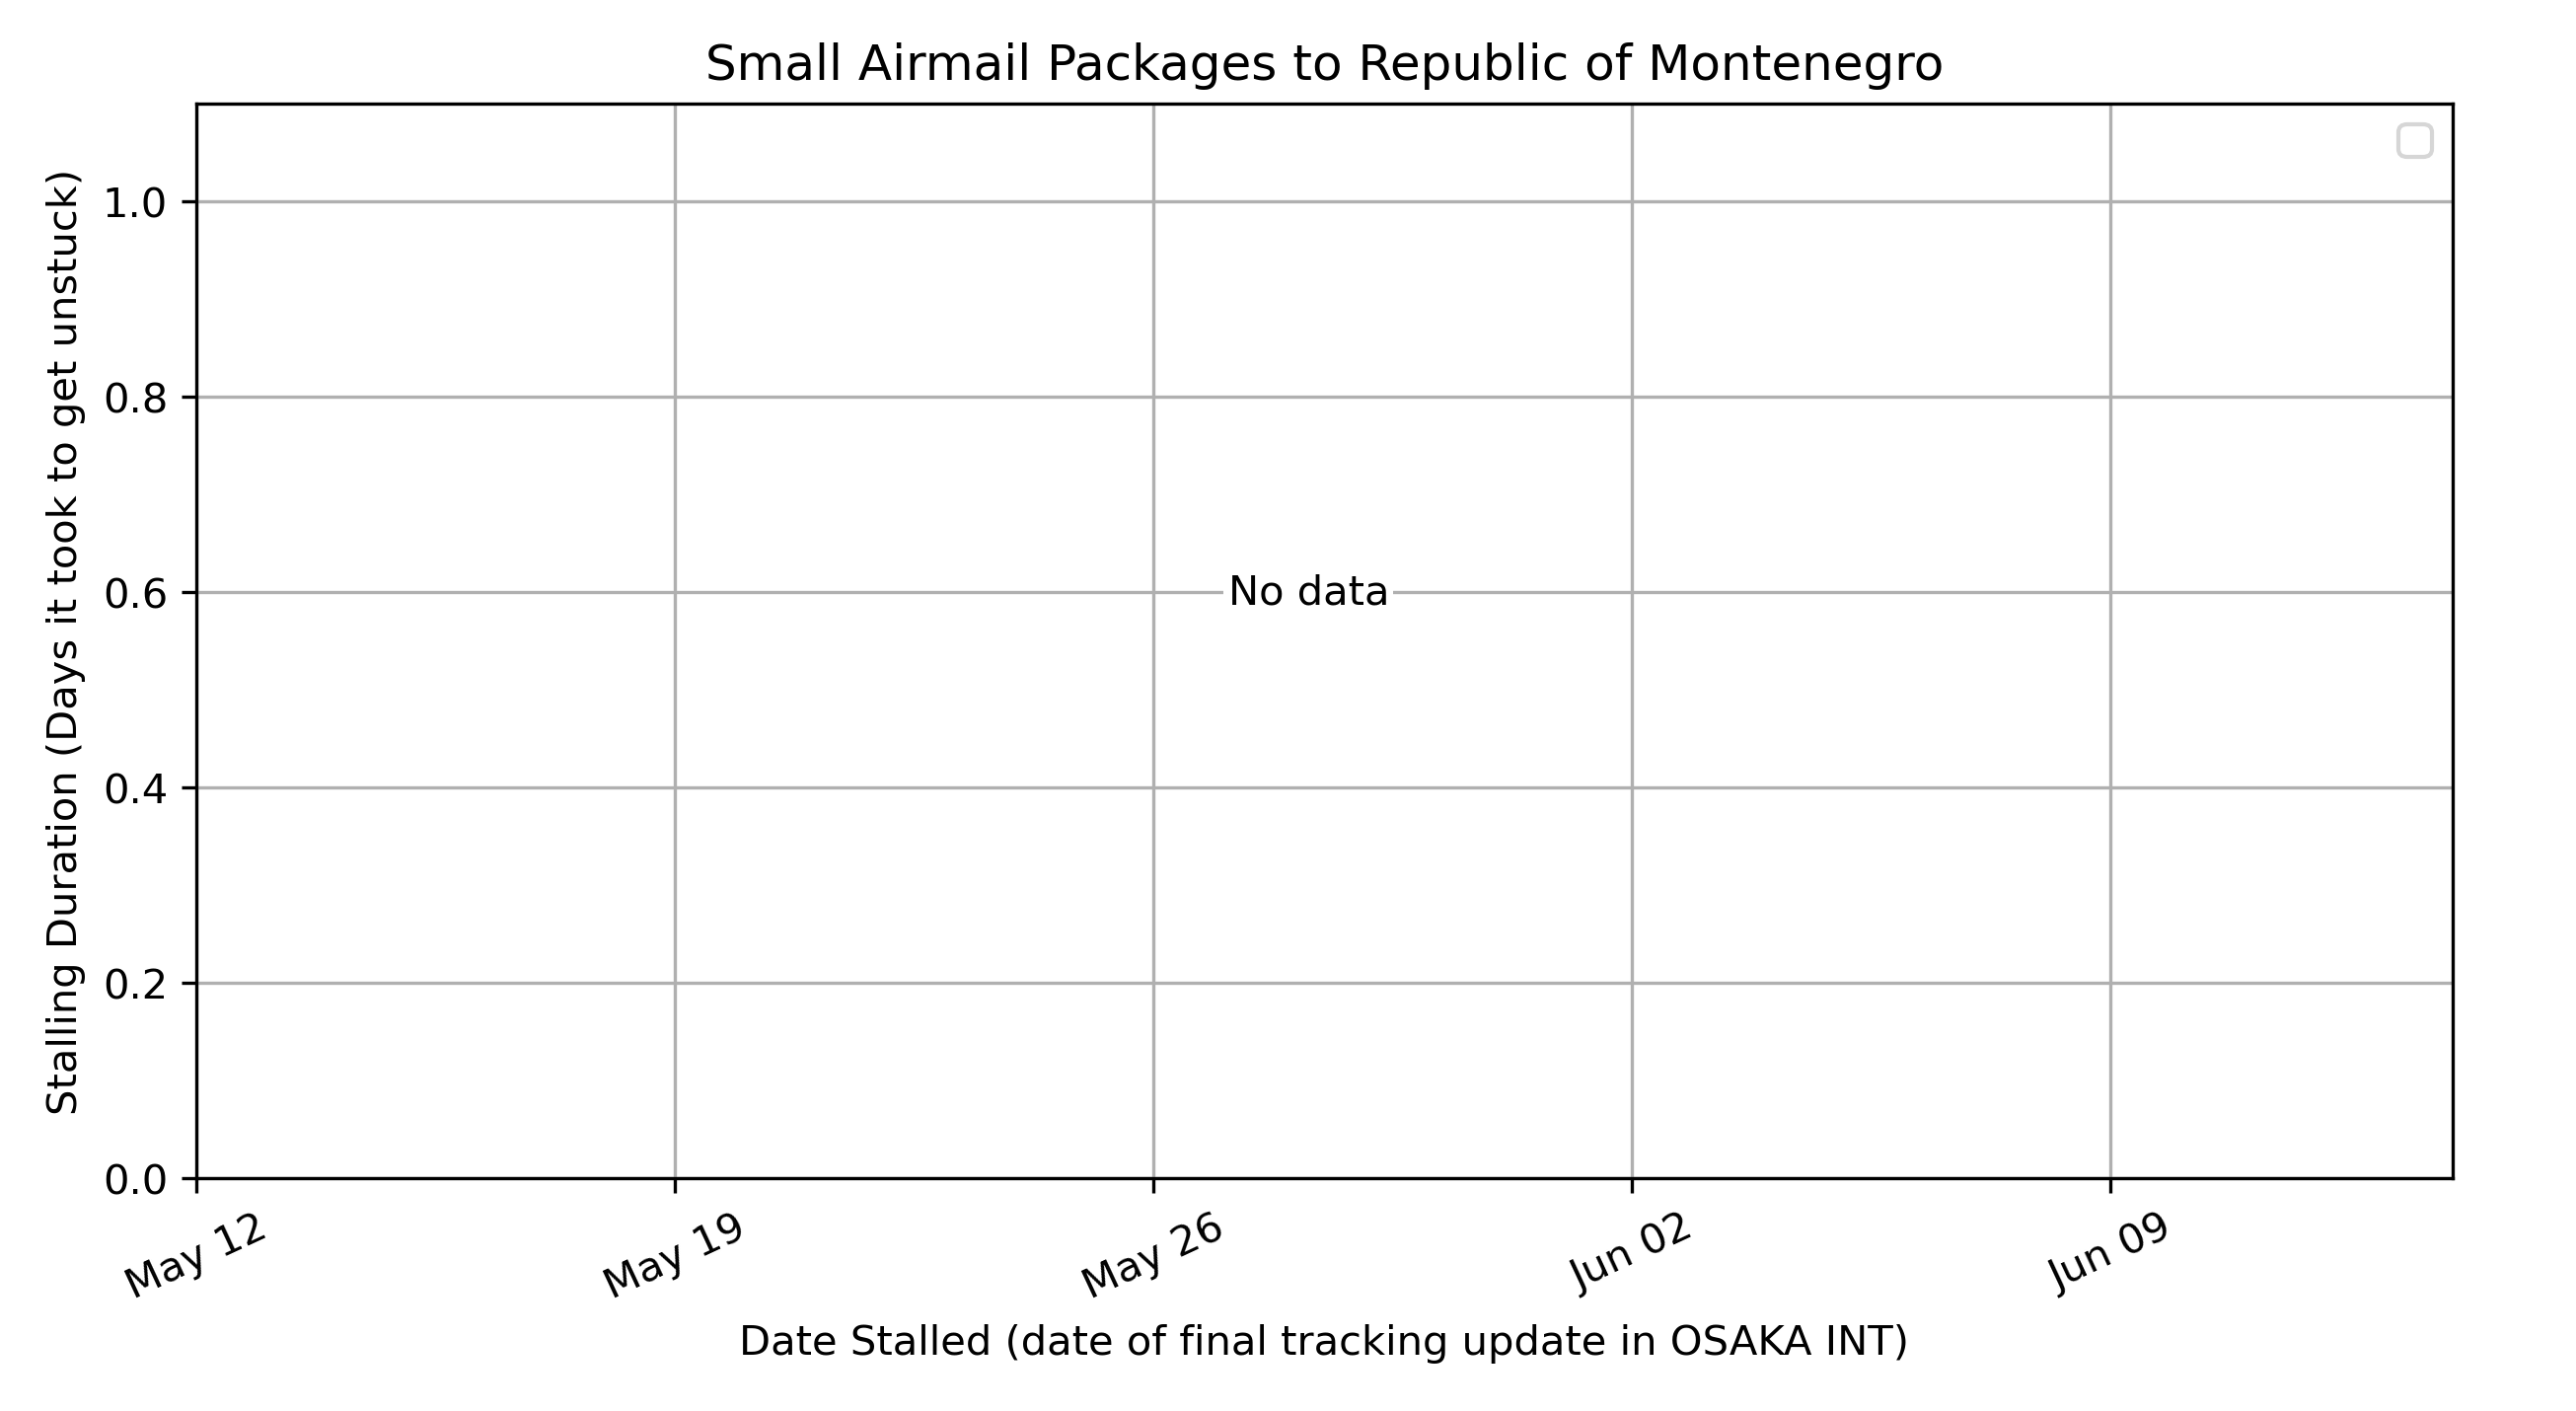 Small Airmail Packages to Republic of Montenegro
Stalling Duration (Days it took to get unstuck)
1.0
0.8
0.6
0.4
0.2
0.0
No data
May 12
May 19
May 26
Jun 02
Jun 09
Date Stalled (date of final tracking update in OSAKA INT)